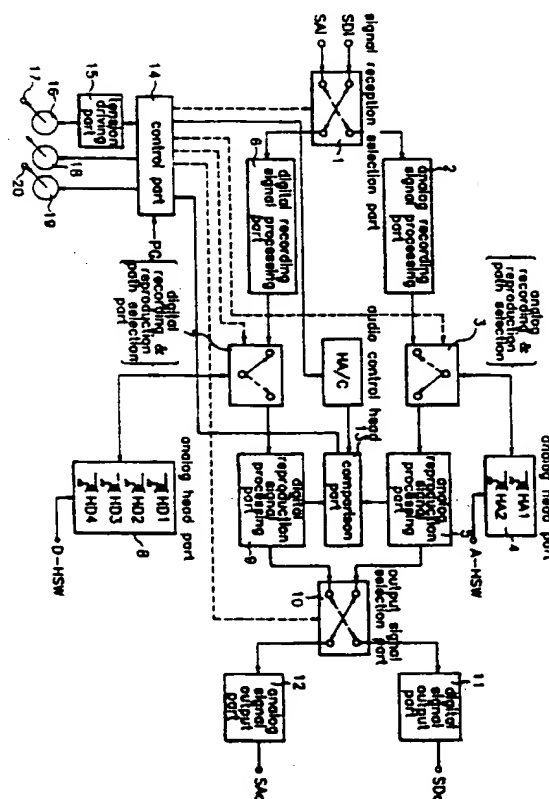 signal reception selection part
SDI
SAI
1
2
analog recording
signal processing
part
6
digital recording
signal processing
part
14
control part
15
tension
driving
part
16
17
18
19
20
PG
analog
recording &
reproduction
path selection
part
3
digital
recording &
reproduction
path selection
part
audio control head
HA/C
13
comparison
part
analog
reproduction
signal
processing
part
digital
reproduction
signal
processing
part
9
analog head part
HA1
HA2
4
A-HSW
analog head part
HD1
HD2
HD3
HD4
8
D-HSW
output signal
selection part
10
11
digital
signal
output
part
SDo
12
analog
signal
output
part
SAo